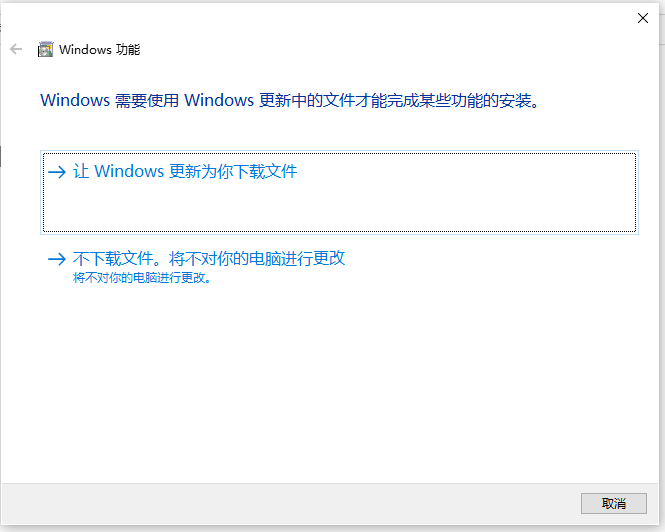 Windows 功能
Windows 需要使用 Windows 更新中的文件才能完成某些功能的安装。
让 Windows 更新为你下载文件
不下载文件。将不对你的电脑进行更改
将不对你的电脑进行更改。
取消